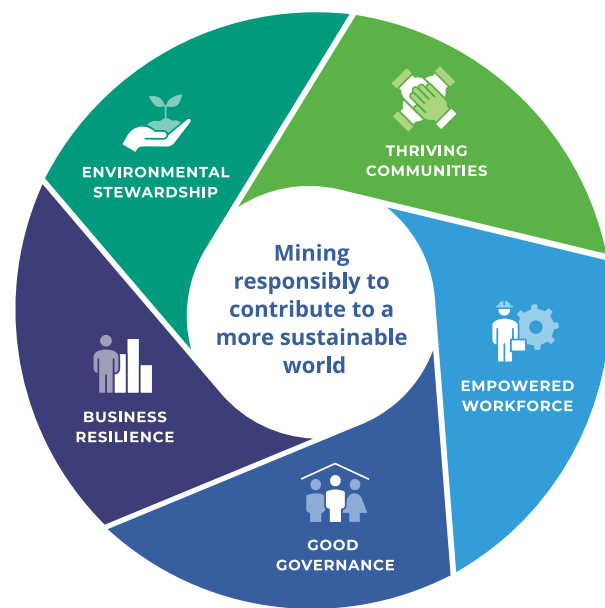 Mining
responsibly to
contribute to a
more sustainable
world
THRIVING
COMMUNITIES
EMPOWERED
WORKFORCE
GOOD
GOVERNANCE
BUSINESS
RESILIENCE
ENVIRONMENTAL
STEWARDSHIP